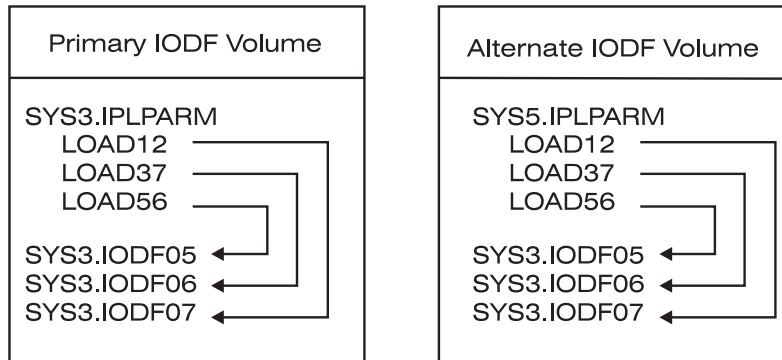 Primary IODF Volume
SYS3.IPLPARM
LOAD12
LOAD37
LOAD56
SYS3.IODF05
SYS3.IODF06
SYS3.IODF07
Alternate IODF Volume
SYS5.IPLPARM
LOAD12
LOAD37
LOAD56
SYS3.IODF05
SYS3.IODF06
SYS3.IODF07